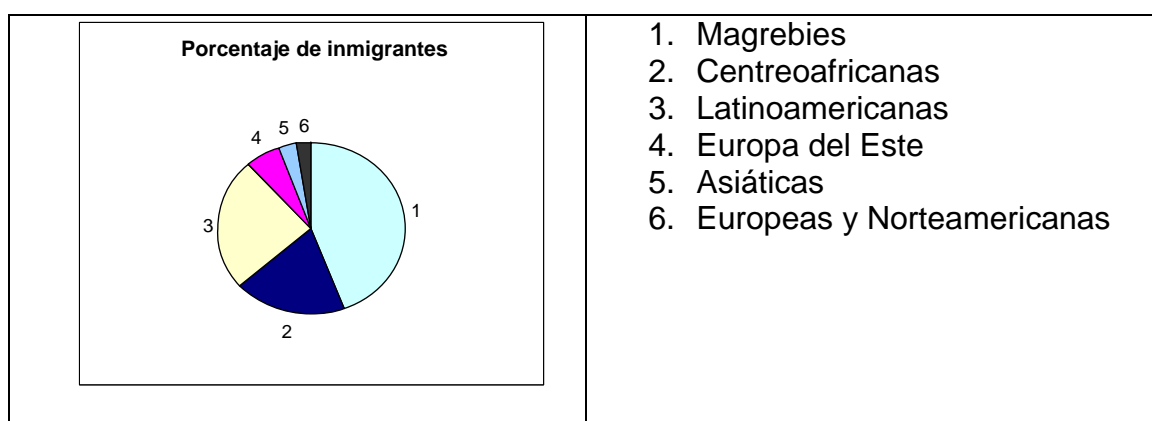 Porcentaje de inmigrantes
1
2
3
4
5
6
1. Magrebies
2. Centreoafricanas
3. Latinoamericanas
4. Europa del Este
5. Asiáticas
6. Europeas y Norteamericanas